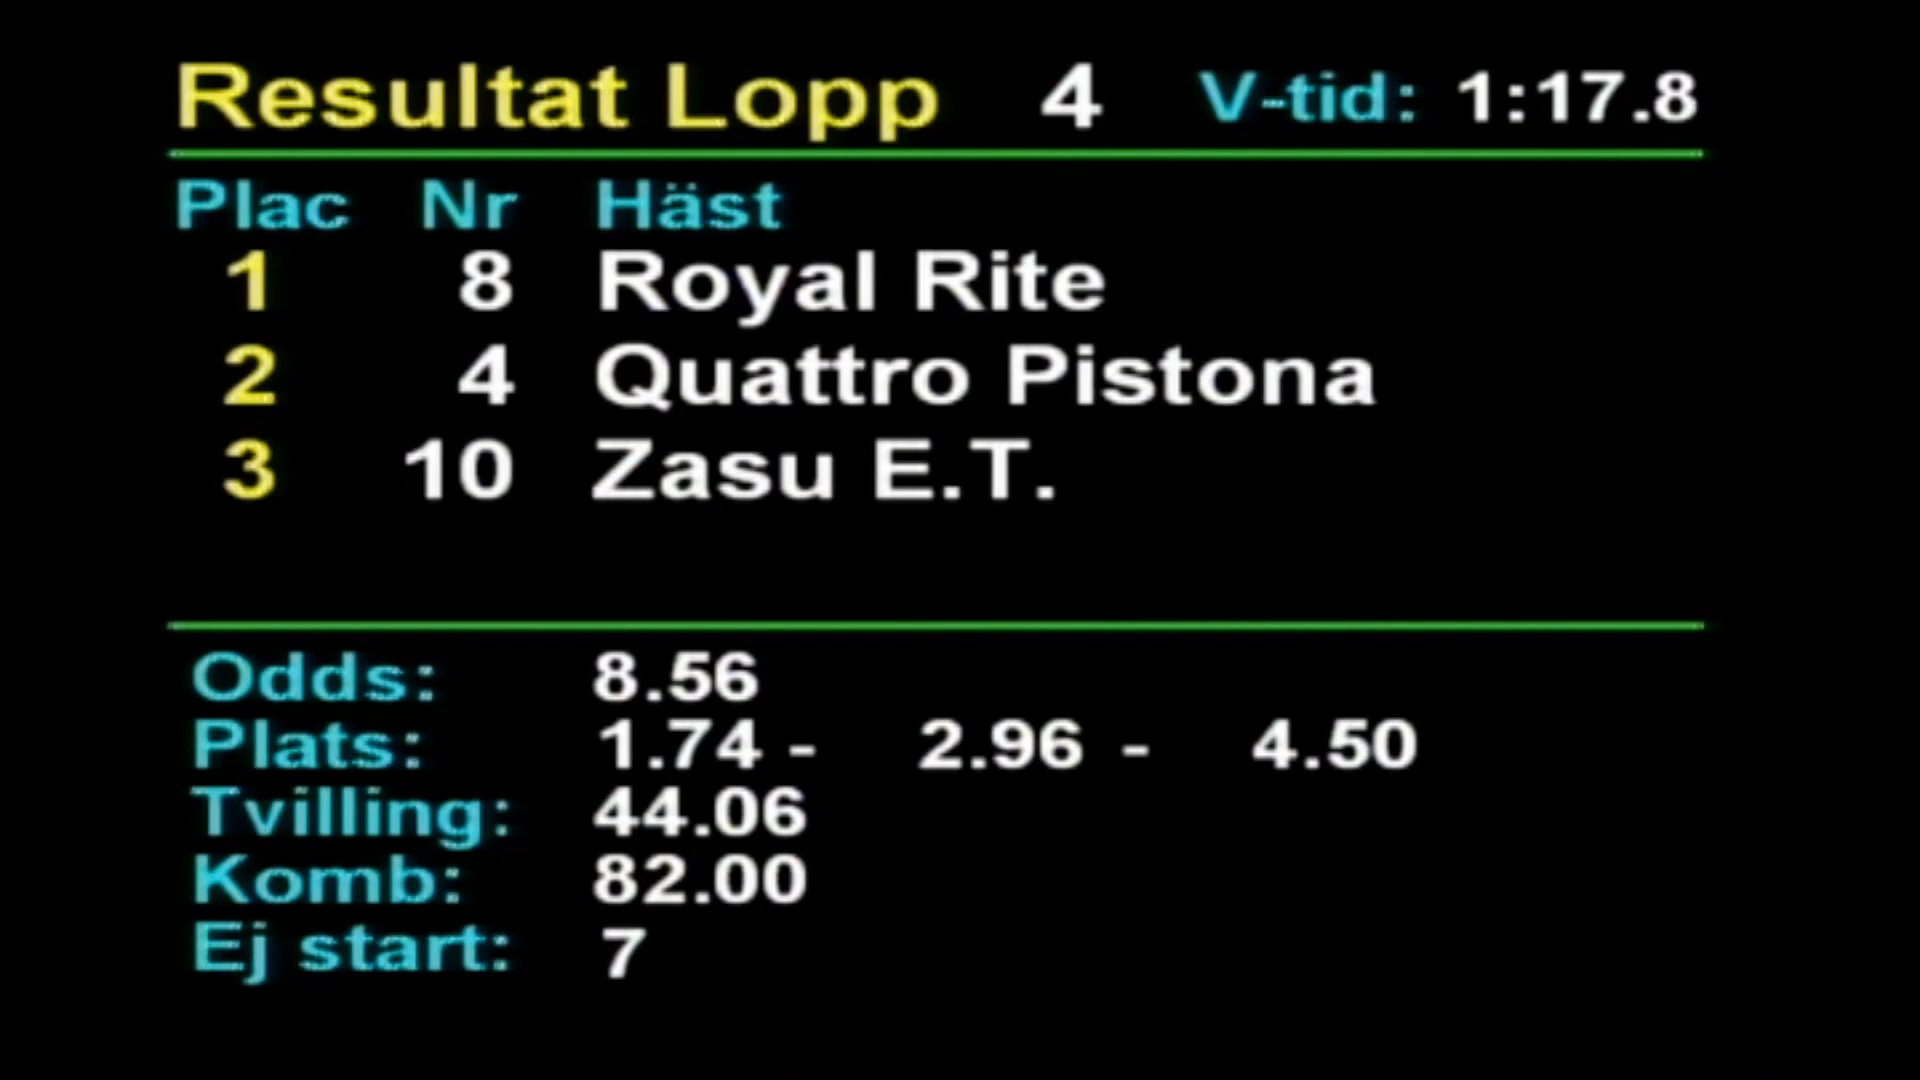 Resultat Lopp 4 V-tid: 1:17.8
Plac Nr Häst
1 8 Royal Rite
2 4 Quattro Pistona
3 10 Zasu E.T.
Odds: 8.56
Plats: 1.74 - 2.96 - 4.50
Tvilling: 44.06
Komb: 82.00
Ej start: 7